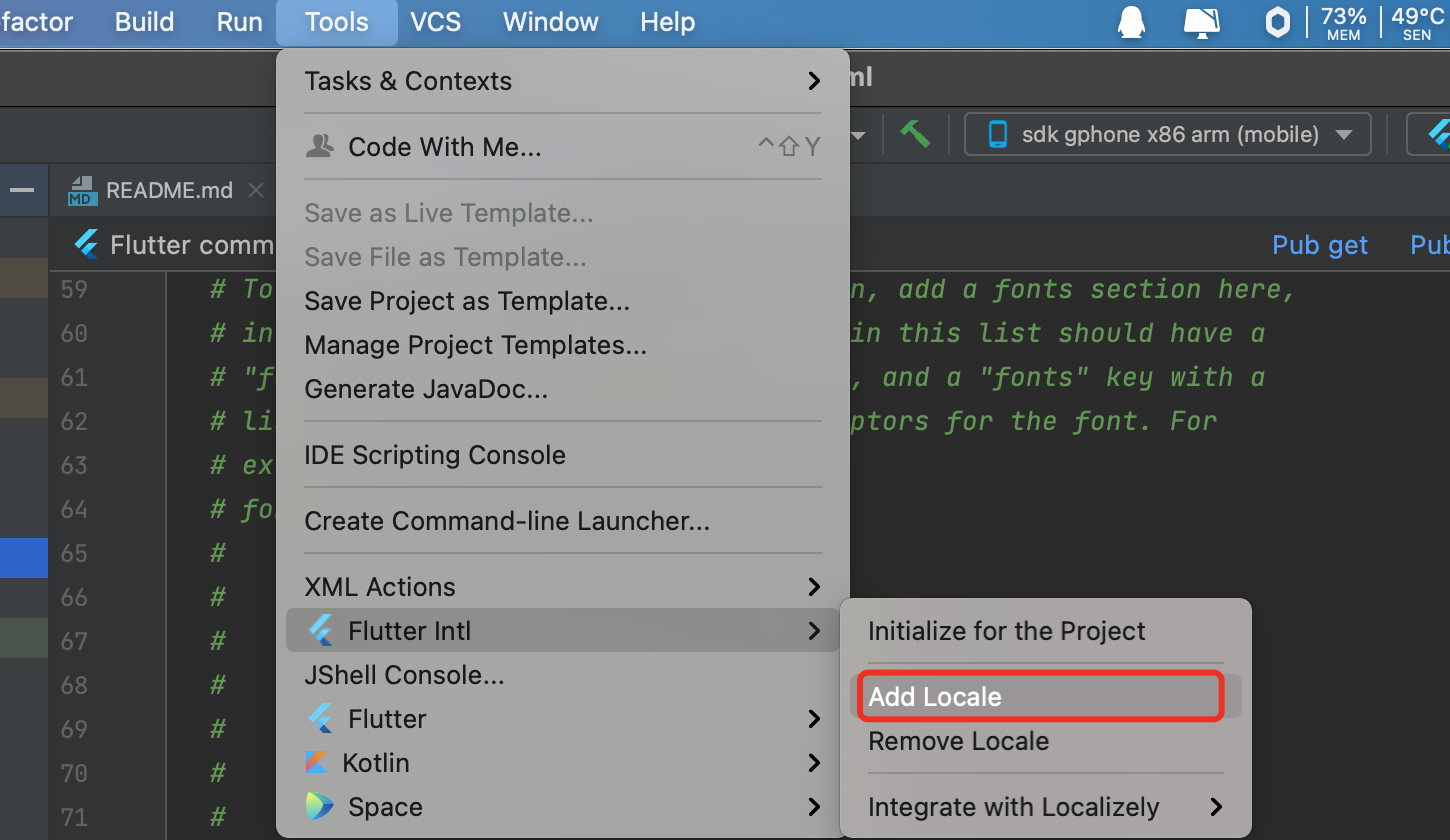 factor Build Run Tools VCS Window Help 73% MEM 49°C SEN
ml
sdk gphone x86 arm (mobile)
MD README.md
Flutter comm
Pub get Pub
59 # To n, add a fonts section here,
60 # in in this list should have a
61 # "f , and a "fonts" key with a
62 # li ptors for the font. For
63 # ex
64 # fo
65 #
66 #
67 #
68 #
69 #
70 #
71 #
Tasks & Contexts
Code With Me... ^⇧Y
Save as Live Template...
Save File as Template...
Save Project as Template...
Manage Project Templates...
Generate JavaDoc...
IDE Scripting Console
Create Command-line Launcher...
XML Actions
Flutter Intl
JShell Console...
Flutter
Kotlin
Space
Initialize for the Project
Add Locale
Remove Locale
Integrate with Localizely